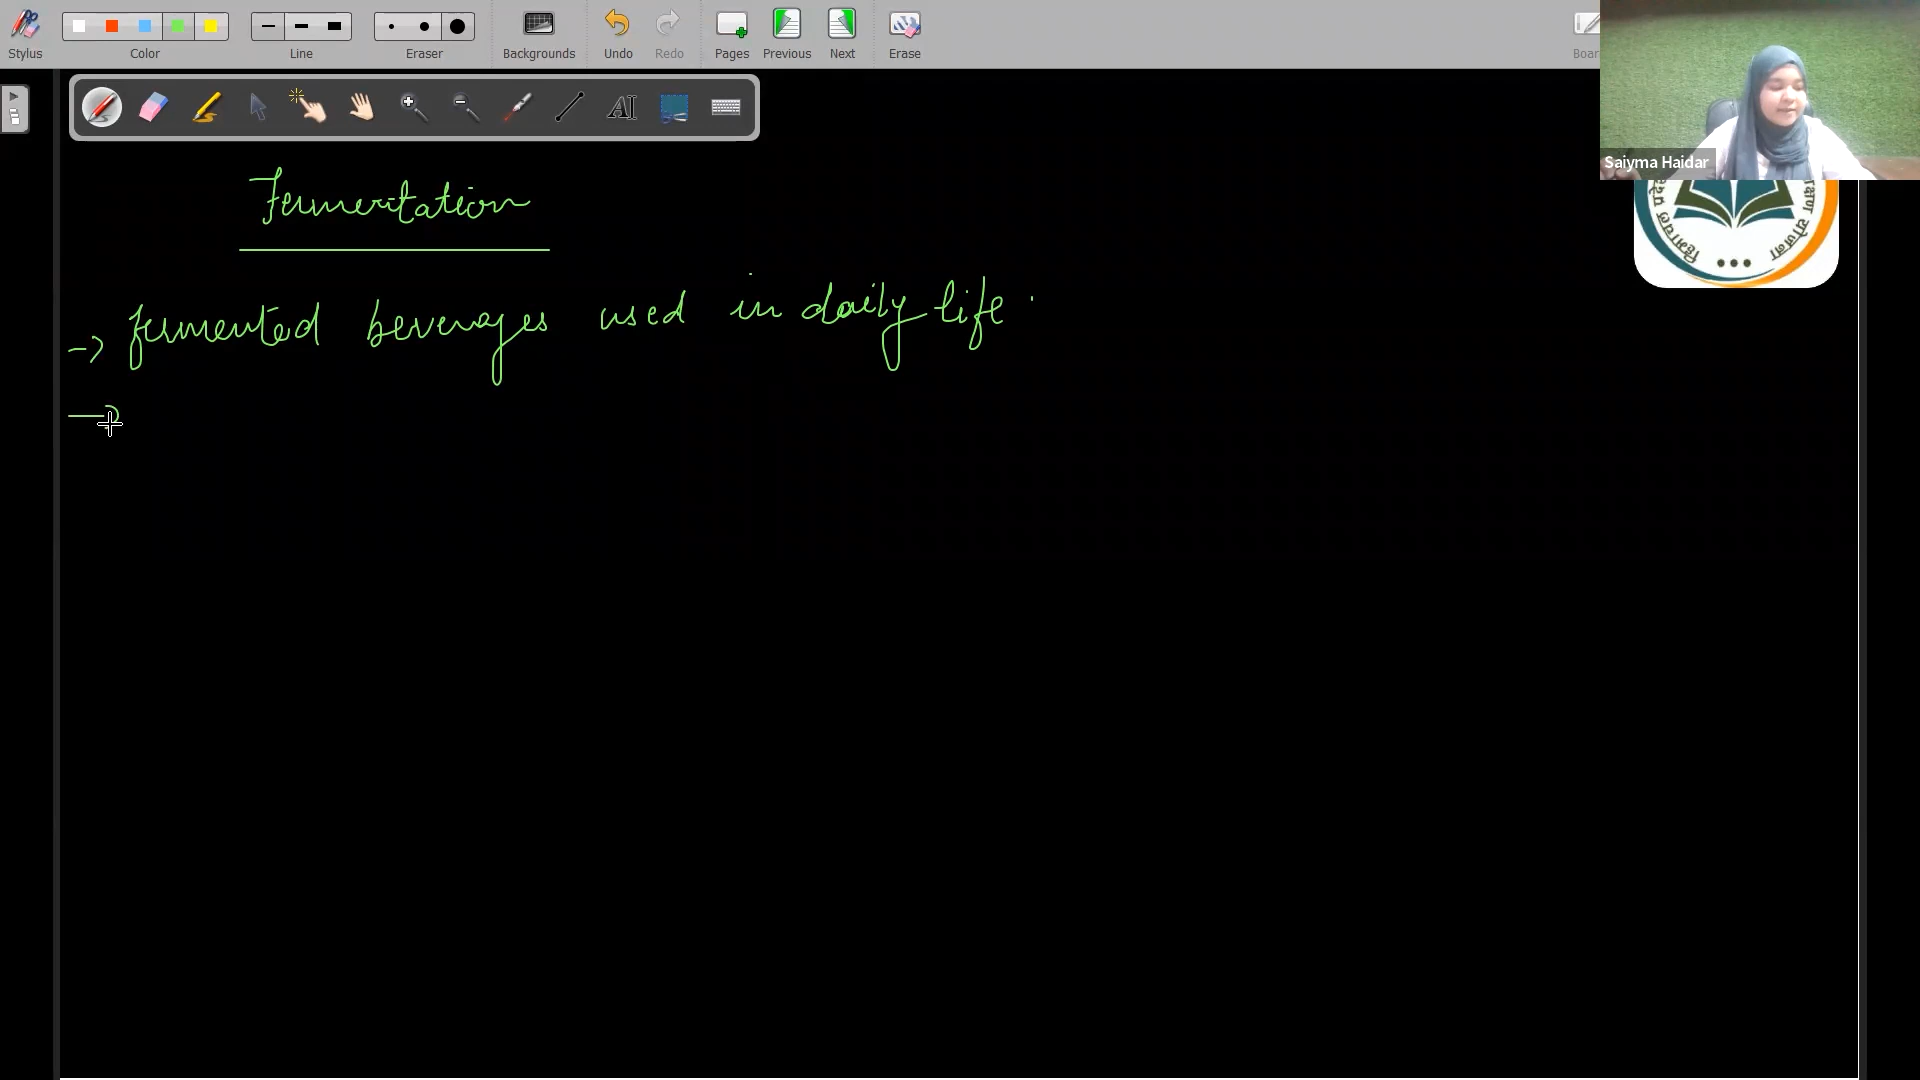 Stylus Color Line Eraser Backgrounds Undo Redo Pages Previous Next Erase
Saiyma Haidar
Fermentation
-> fermented beverages used in daily life .